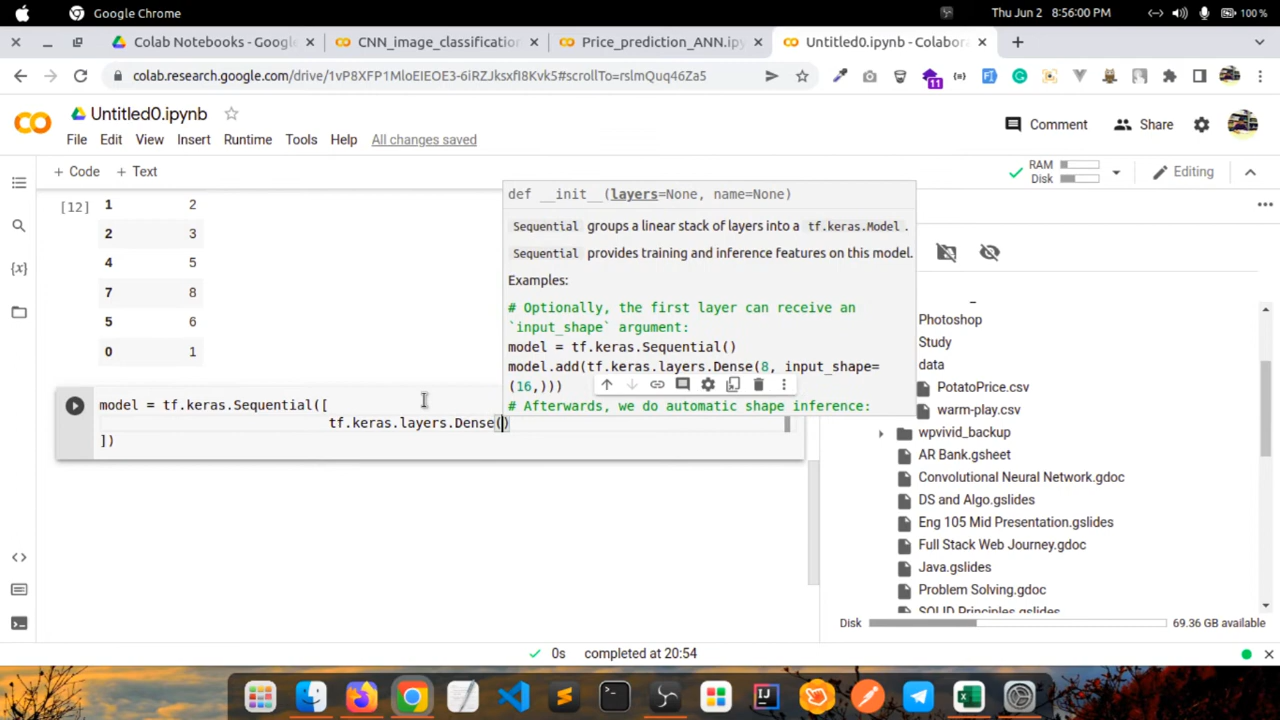 Google Chrome
Thu Jun 2 8:56:00 PM
100 %
Colab Notebooks - Google
CNN_image_classification
Price_prediction_ANN.ipy
Untitled0.ipynb - Colabora
colab.research.google.com/drive/1vP8XFP1MloEIEOE3-6iRZJksxfI8Kvk5#scrollTo=rslmQuq46Za5
11
CO
Untitled0.ipynb
Comment
Share
File Edit View Insert Runtime Tools Help All changes saved
+ Code + Text
RAM
Disk
Editing
[12]
1 2
2 3
4 5
7 8
5 6
0 1
def __init__(layers=None, name=None)
Sequential groups a linear stack of layers into a tf.keras.Model.
Sequential provides training and inference features on this model.
Examples:
# Optionally, the first layer can receive an
`input_shape` argument:
model = tf.keras.Sequential()
model.add(tf.keras.layers.Dense(8, input_shape=
(16,)))
# Afterwards, we do automatic shape inference:
model = tf.keras.Sequential([
tf.keras.layers.Dense()
])
Photoshop
Study
data
PotatoPrice.csv
warm-play.csv
wpvivid_backup
AR Bank.gsheet
Convolutional Neural Network.gdoc
DS and Algo.gslides
Eng 105 Mid Presentation.gslides
Full Stack Web Journey.gdoc
Java.gslides
Problem Solving.gdoc
SOLID Principles.gslides
Disk
69.36 GB available
0s completed at 20:54